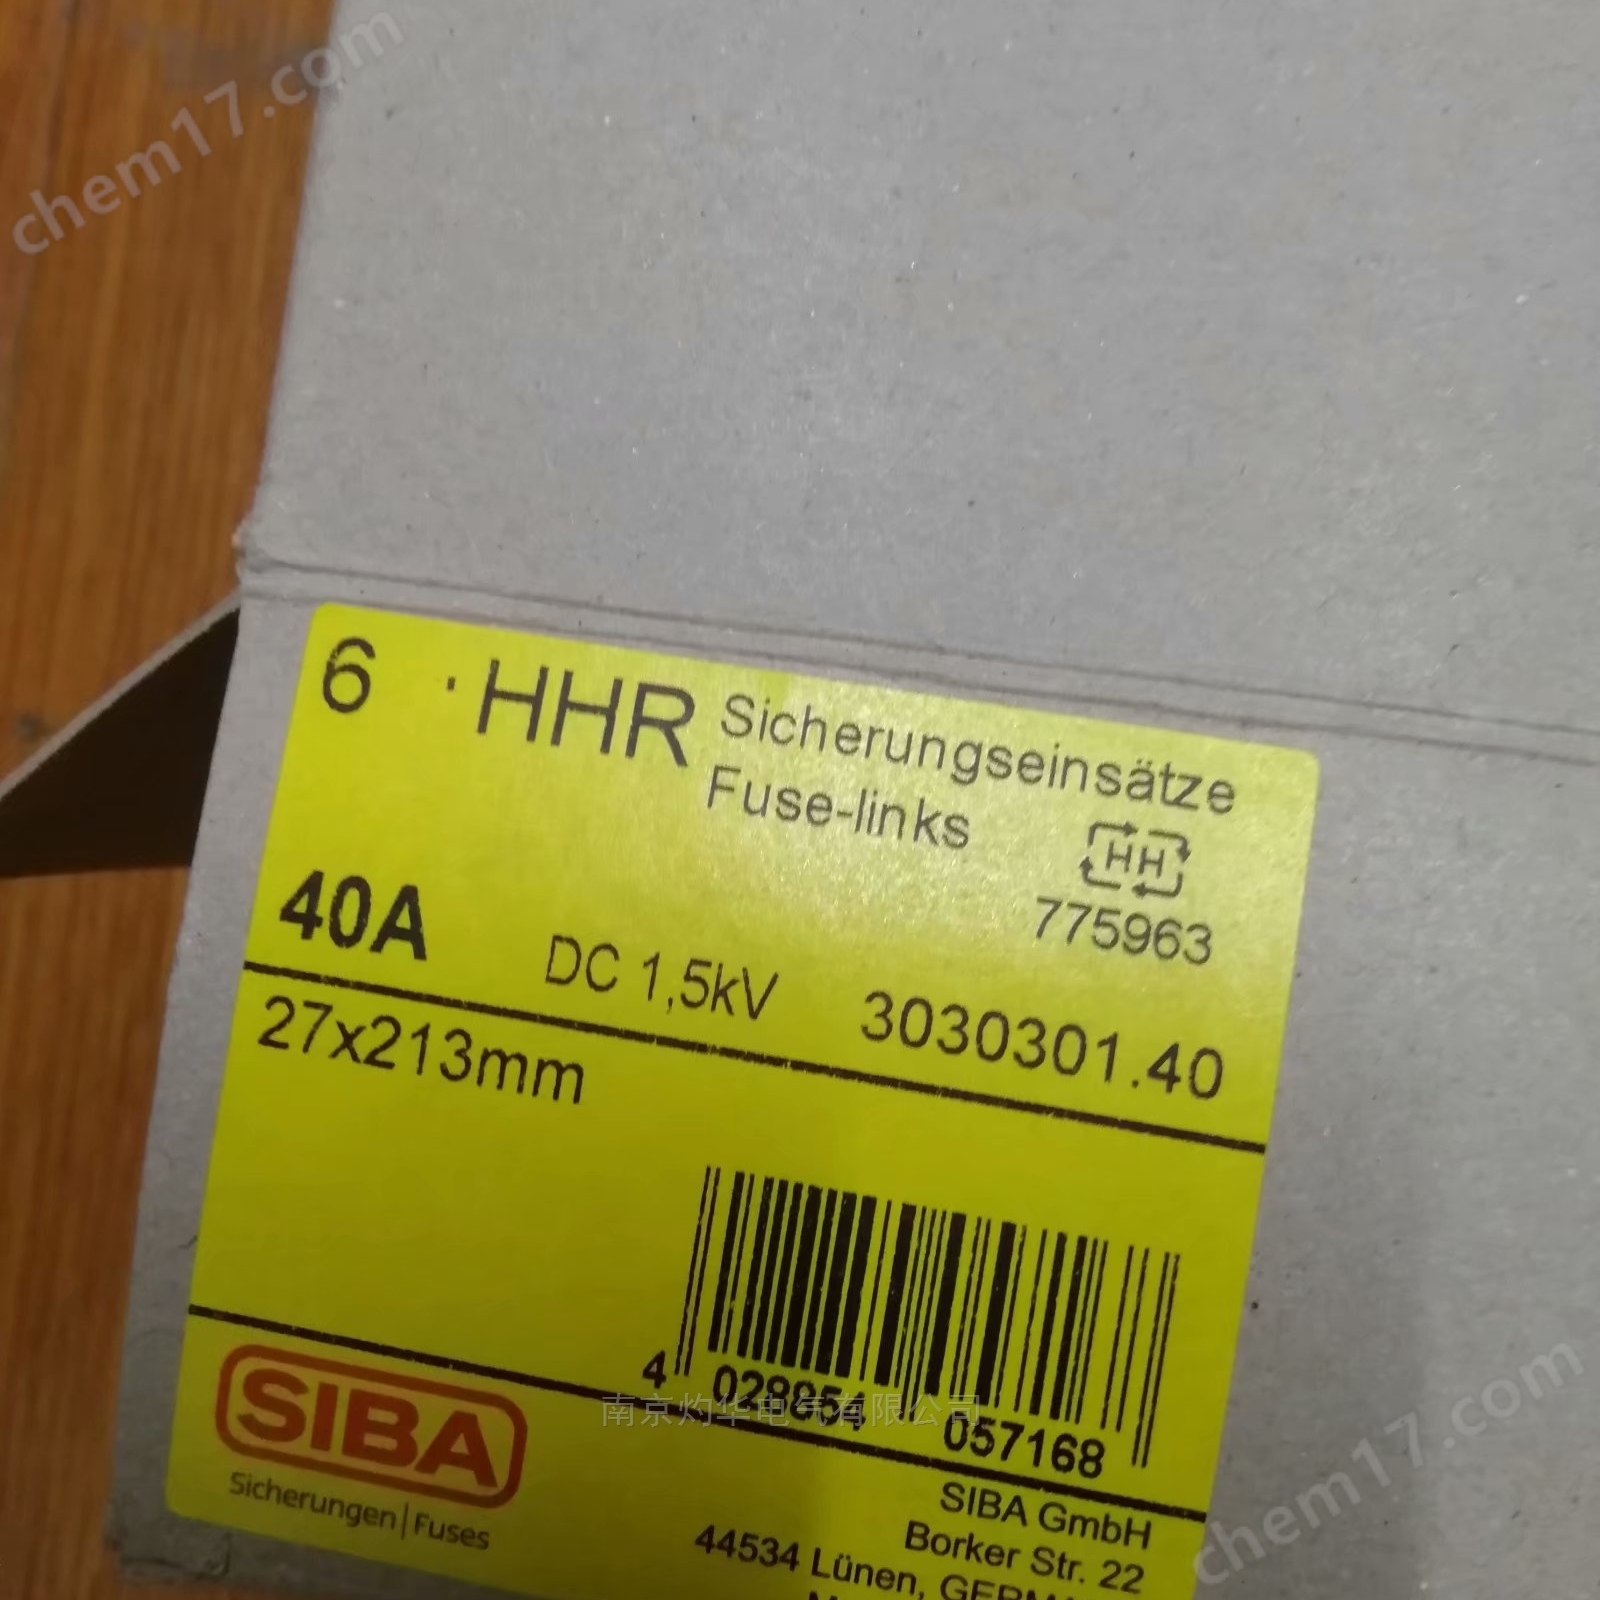 chem17.com
6 · HHR Sicherungseinsätze
Fuse-links
HH
775963
40A DC 1,5kV 3030301.40
27x213mm
4 028854 057168
南京灼华电气有限公司
SIBA
Sicherungen|Fuses
SIBA GmbH
Borker Str. 22
44534 Lünen,
chem17.com